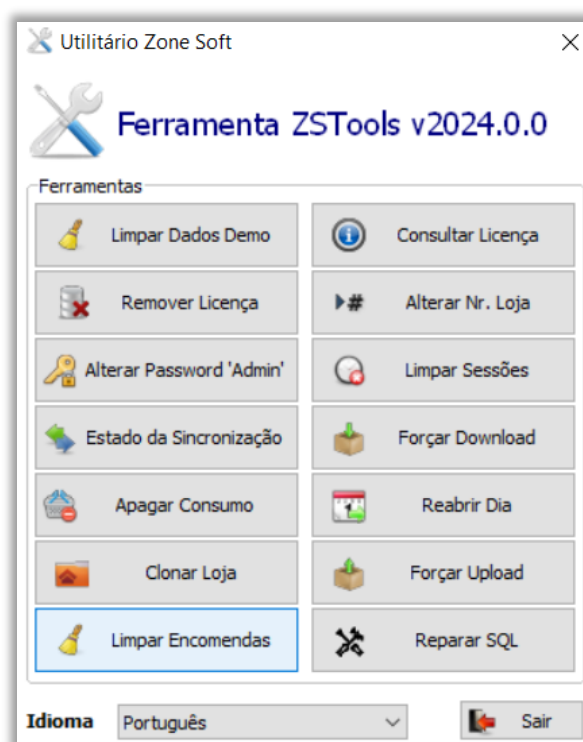 Utilitário Zone Soft
Ferramenta ZSTools v2024.0.0
Ferramentas
Limpar Dados Demo
Consultar Licença
Remover Licença
Alterar Nr. Loja
Alterar Password 'Admin'
Limpar Sessões
Estado da Sincronização
Forçar Download
Apagar Consumo
Reabrir Dia
Clonar Loja
Forçar Upload
Limpar Encomendas
Reparar SQL
Idioma
Português
Sair